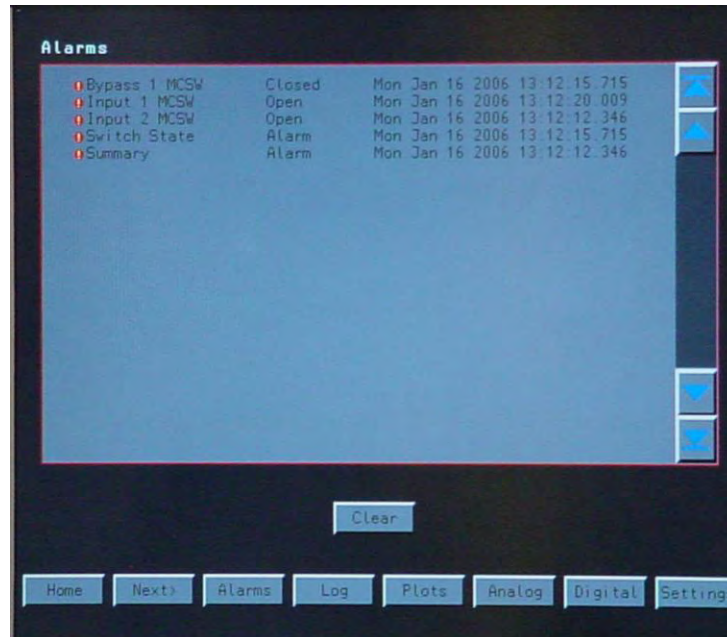 Alarms
Bypass 1 MCSW Closed Mon Jan 16 2006 13:12:15.715
Input 1 MCSW Open Mon Jan 16 2006 13:12:20.009
Input 2 MCSW Open Mon Jan 16 2006 13:12:12.346
Switch State Alarm Mon Jan 16 2006 13:12:15.715
Summary Alarm Mon Jan 16 2006 13:12:12.346
Clear
Home Next> Alarms Log Plots Analog Digital Setting